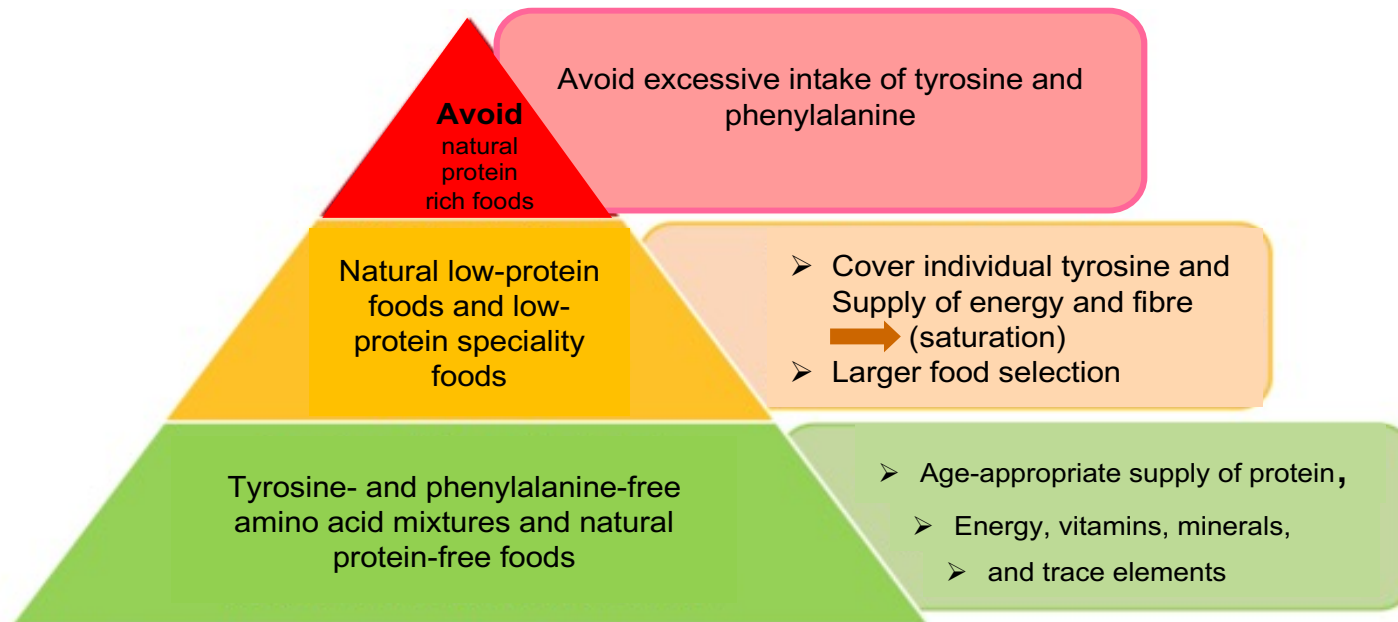 Avoid
natural
protein
rich foods
Avoid excessive intake of tyrosine and
phenylalanine
Natural low-protein
foods and low-
protein speciality
foods
➢ Cover individual tyrosine and
Supply of energy and fibre
(saturation)
➢ Larger food selection
Tyrosine- and phenylalanine-free
amino acid mixtures and natural
protein-free foods
➢ Age-appropriate supply of protein,
➢ Energy, vitamins, minerals,
➢ and trace elements